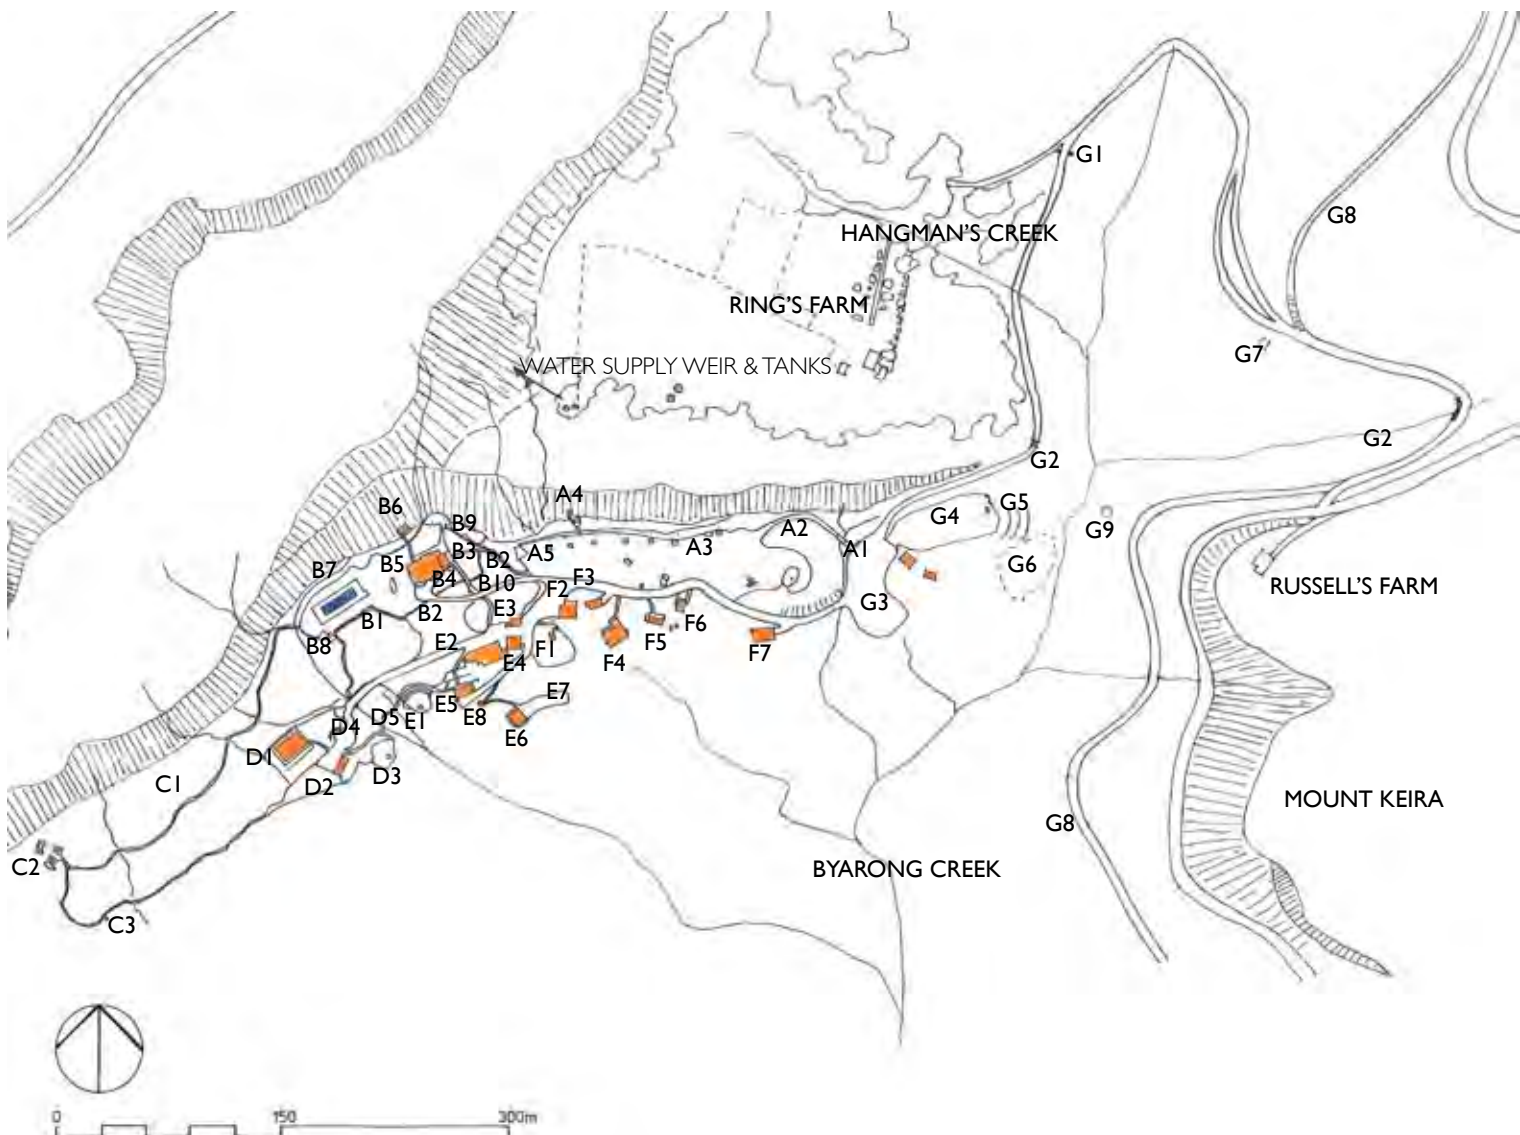 G1
G8
HANGMAN'S CREEK
RING'S FARM
G7
WATER SUPPLY WEIR & TANKS
G2
G2
A4
B6
B9
G5
G4
A2
G9
A5
A3
A1
B3
B2
B5
B7
B4
B10
G6
F3
F2
RUSSELL'S FARM
B1
B2
E3
G3
F6
F5
B8
E2
F1
E4
F4
F7
E7
E5
D5
E1
E8
D4
E6
D1
D3
C1
D2
MOUNT KEIRA
G8
C2
BYARONG CREEK
C3
0
150
300m